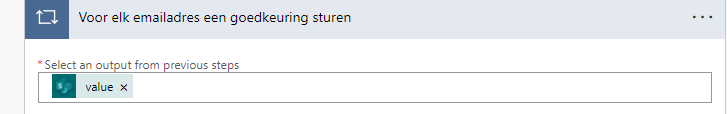 Voor elk emailadres een goedkeuring sturen
* Select an output from previous steps
value